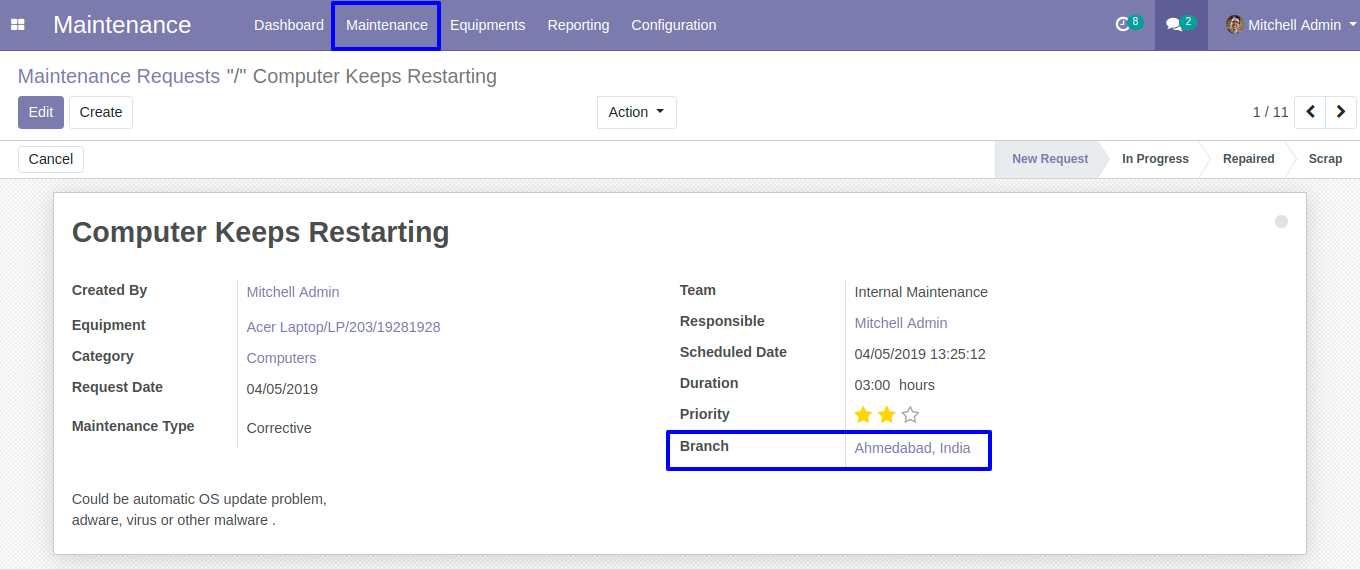 Maintenance Dashboard Maintenance Equipments Reporting Configuration 8 2 Mitchell Admin
Maintenance Requests "/" Computer Keeps Restarting
Edit Create Action 1 / 11
Cancel New Request In Progress Repaired Scrap
Computer Keeps Restarting
Created By Mitchell Admin
Equipment Acer Laptop/LP/203/19281928
Category Computers
Request Date 04/05/2019
Maintenance Type Corrective
Team Internal Maintenance
Responsible Mitchell Admin
Scheduled Date 04/05/2019 13:25:12
Duration 03:00 hours
Priority
Branch Ahmedabad, India
Could be automatic OS update problem,
adware, virus or other malware .